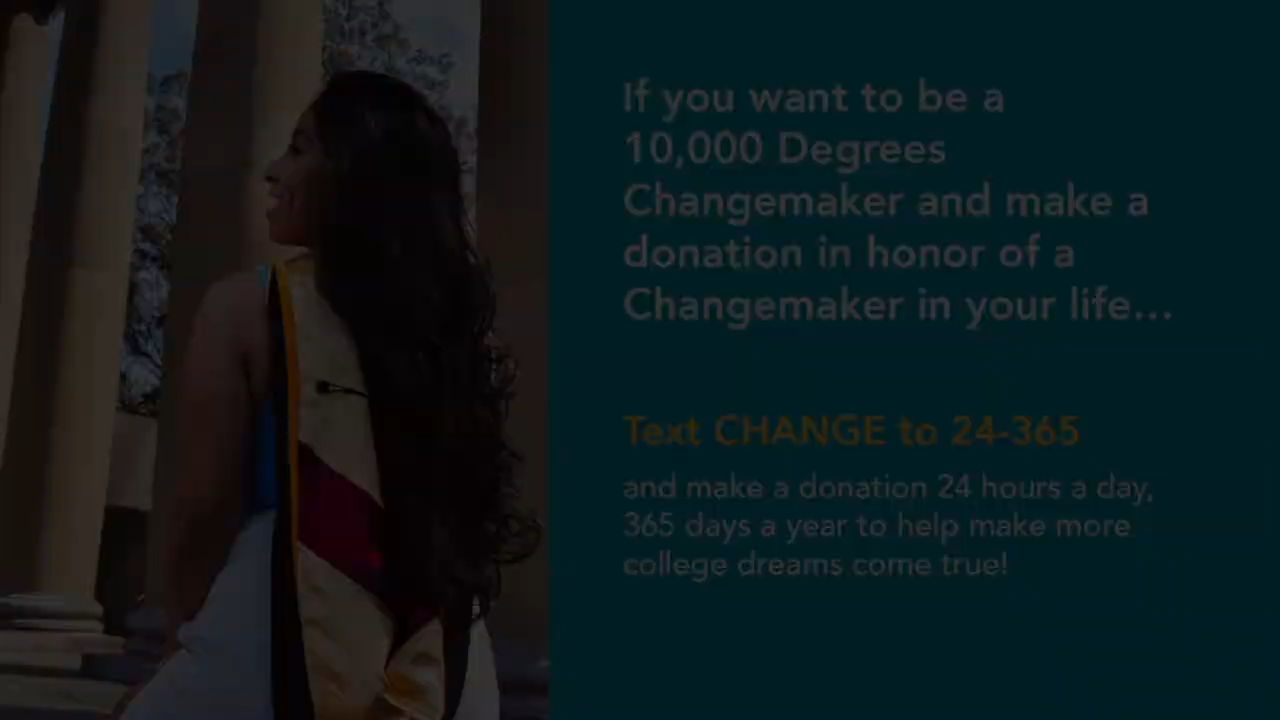 If you want to be a
10,000 Degrees
Changemaker and make a
donation in honor of a
Changemaker in your life...
Text CHANGE to 24-365
and make a donation 24 hours a day,
365 days a year to help make more
college dreams come true!